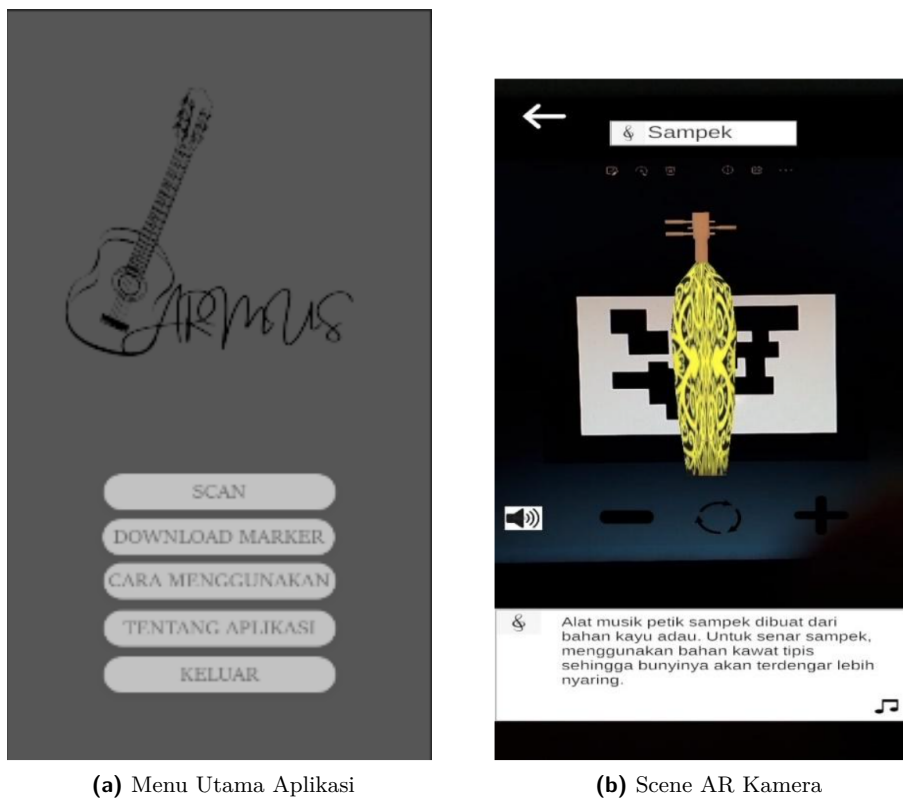 ARMUS
SCAN
DOWNLOAD MARKER
CARA MENGGUNAKAN
TENTANG APLIKASI
KELUAR
(a) Menu Utama Aplikasi
Sampek
Alat musik petik sampek dibuat dari
bahan kayu adau. Untuk senar sampek,
menggunakan bahan kawat tipis
sehingga bunyinya akan terdengar lebih
nyaring.
(b) Scene AR Kamera